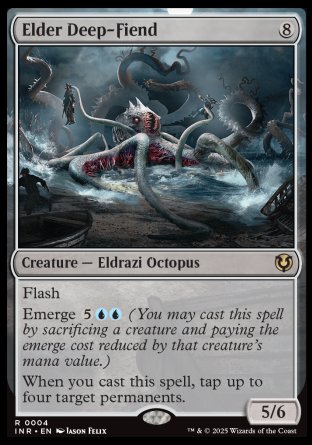 Elder Deep-Fiend 8
Creature — Eldrazi Octopus
Flash
Emerge 5 (You may cast this spell
by sacrificing a creature and paying the
emerge cost reduced by that creature's
mana value.)
When you cast this spell, tap up to
four target permanents.
5/6
R 0004
INR • EN Jason Felix
™ & © 2025 Wizards of the Coast